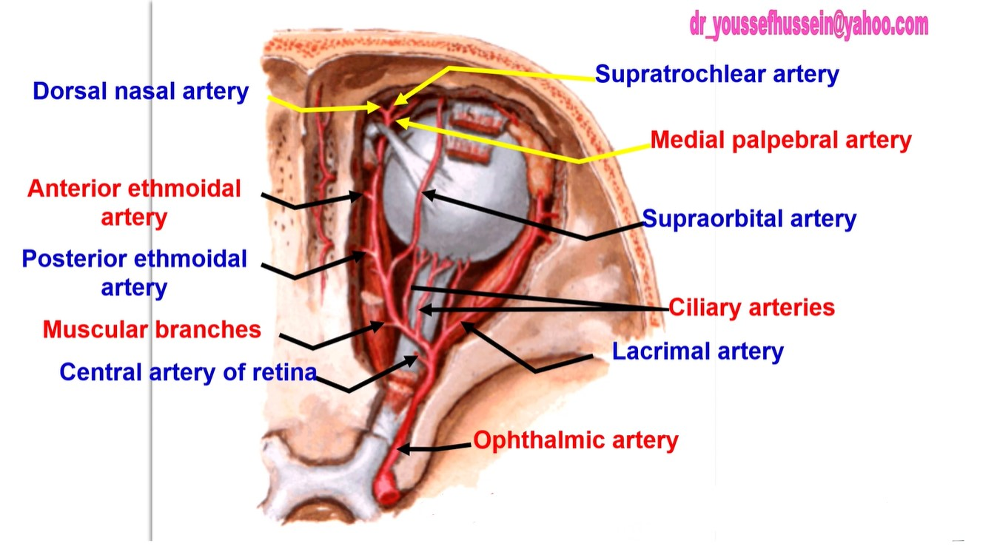 dr_youssefhussein@yahoo.com
Supratrochlear artery
Dorsal nasal artery
Medial palpebral artery
Anterior ethmoidal
artery
Supraorbital artery
Posterior ethmoidal
artery
Ciliary arteries
Muscular branches
Lacrimal artery
Central artery of retina
Ophthalmic artery